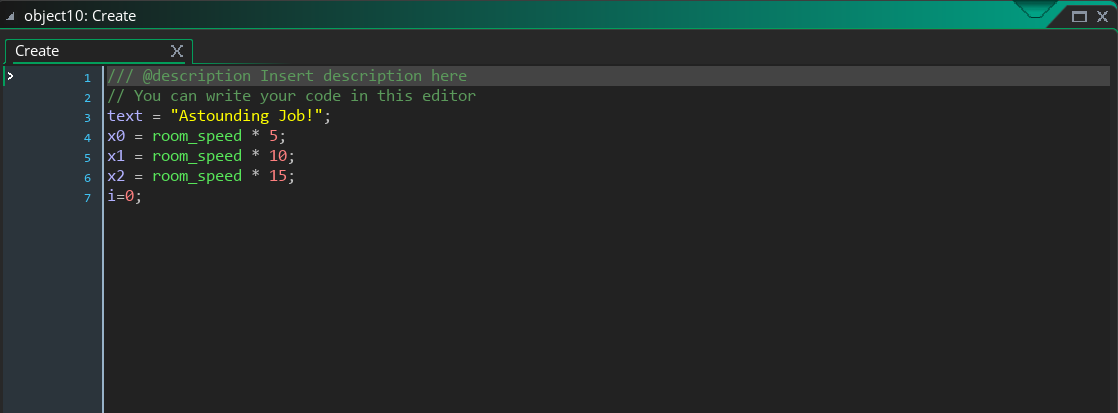 object10: Create
Create
1 /// @description Insert description here
2 // You can write your code in this editor
3 text = "Astounding Job!";
4 x0 = room_speed * 5;
5 x1 = room_speed * 10;
6 x2 = room_speed * 15;
7 i=0;